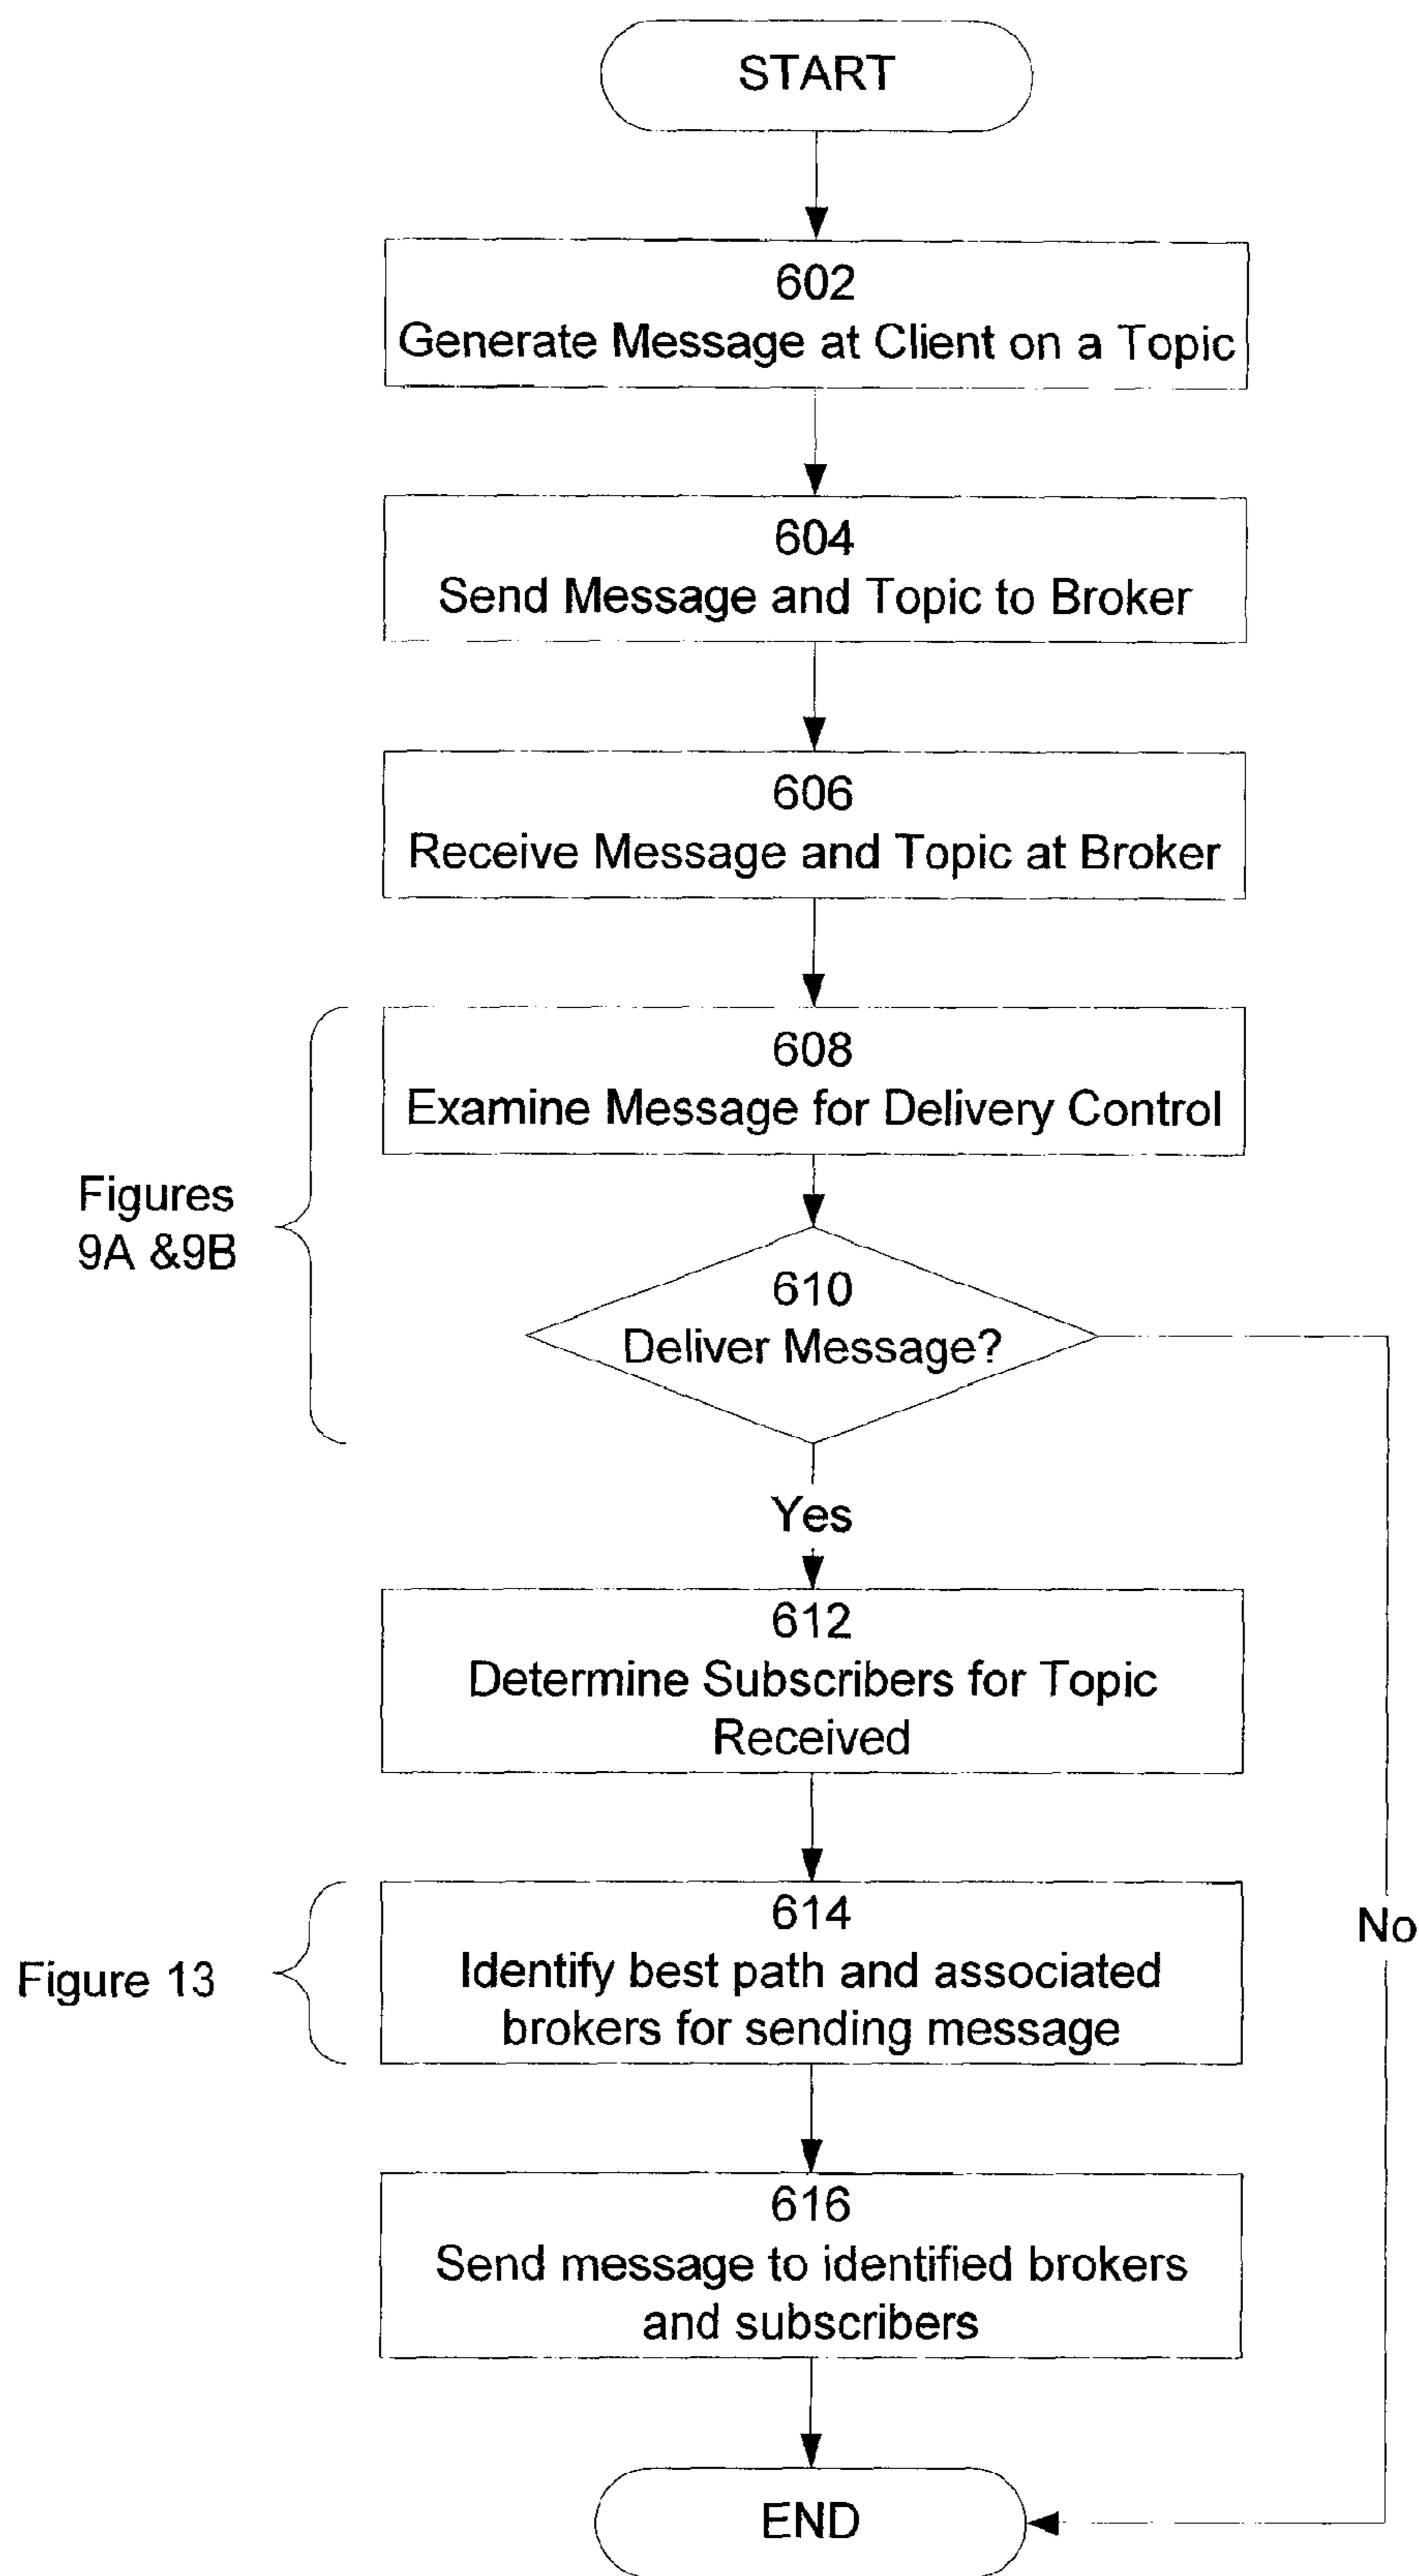 START
602
Generate Message at Client on a Topic
604
Send Message and Topic to Broker
606
Receive Message and Topic at Broker
608
Examine Message for Delivery Control
Figures
9A &9B
610
Deliver Message?
Yes
612
Determine Subscribers for Topic
Received
No
614
Identify best path and associated
brokers for sending message
Figure 13
616
Send message to identified brokers
and subscribers
END